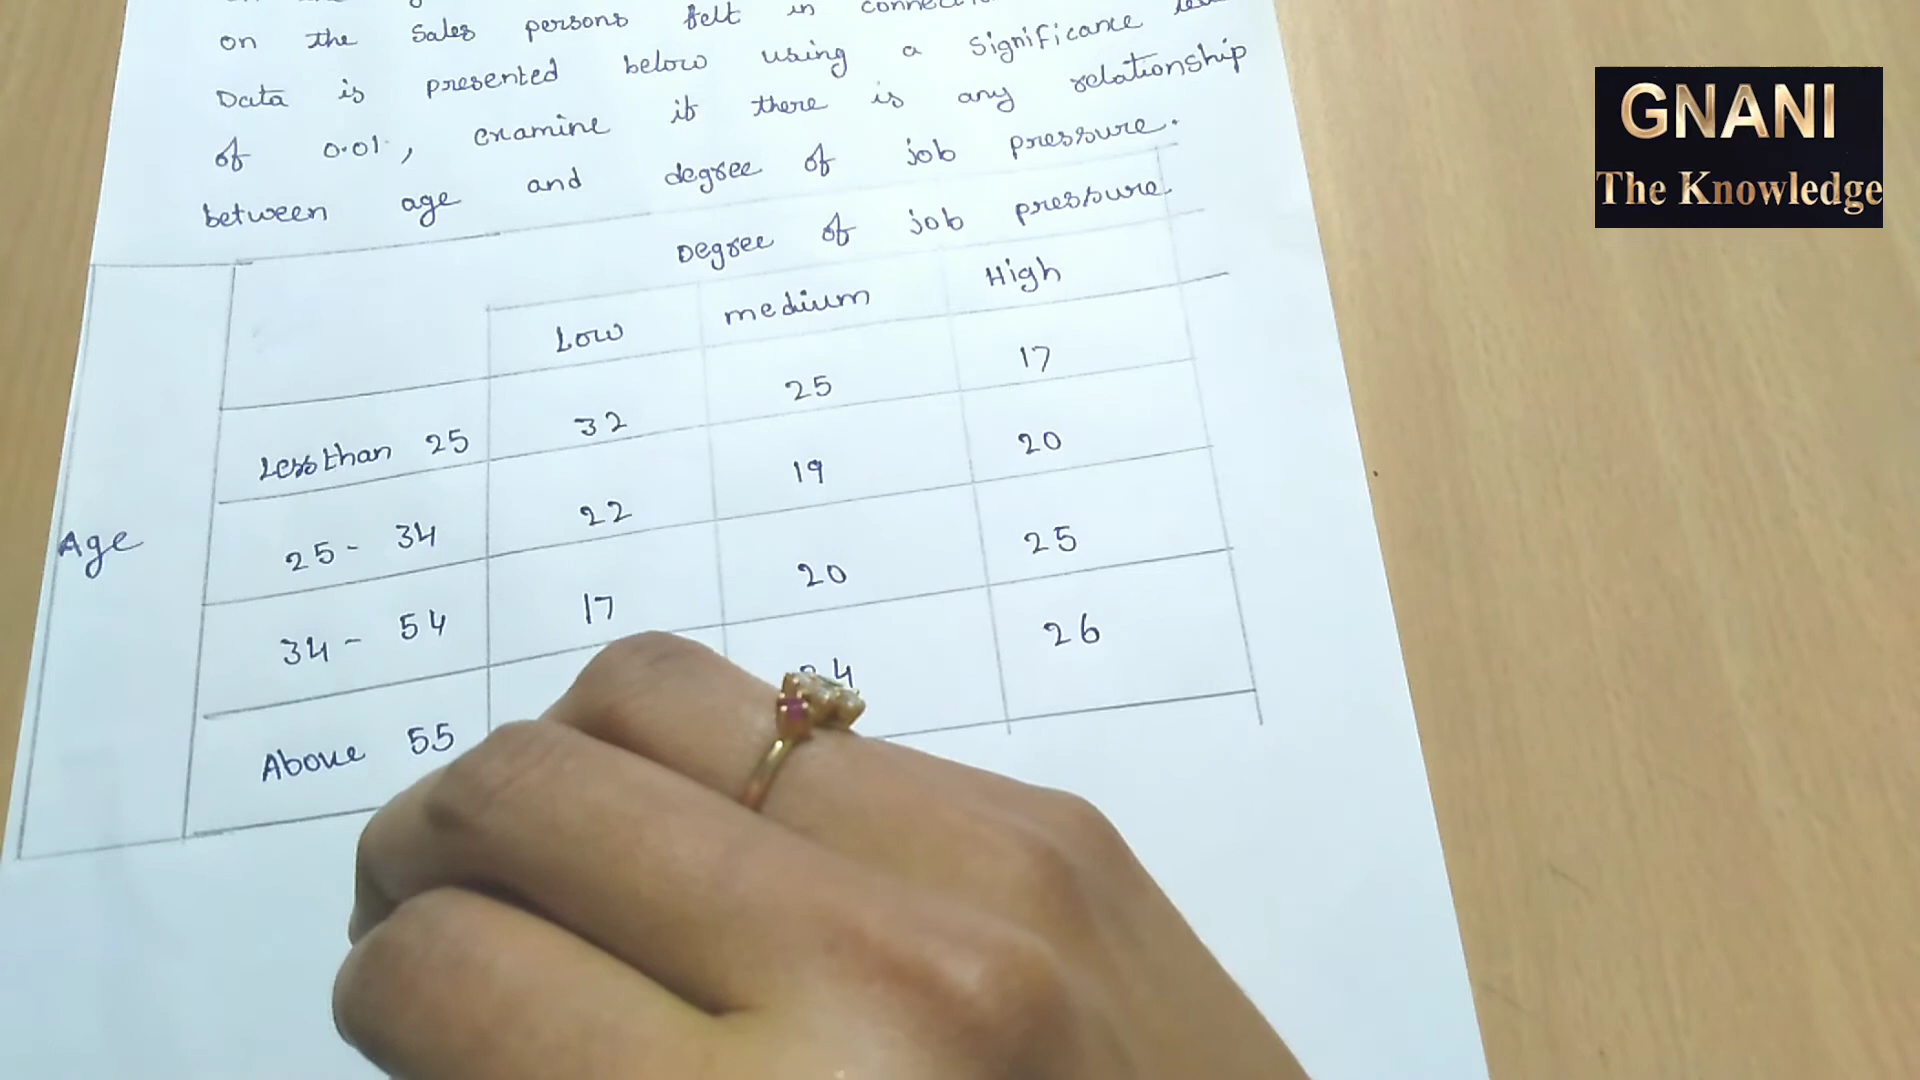 on the Sales persons felt in
Data is presented below using a Significance
of 0.01, examine if there is any relationship
between age and degree of job pressure.
Degree of job pressure.
Low medium High
Less than 25 32 25 17
25 - 34 22 19 20
34 - 54 17 20 25
Above 55 26
Age
GNANI
The Knowledge